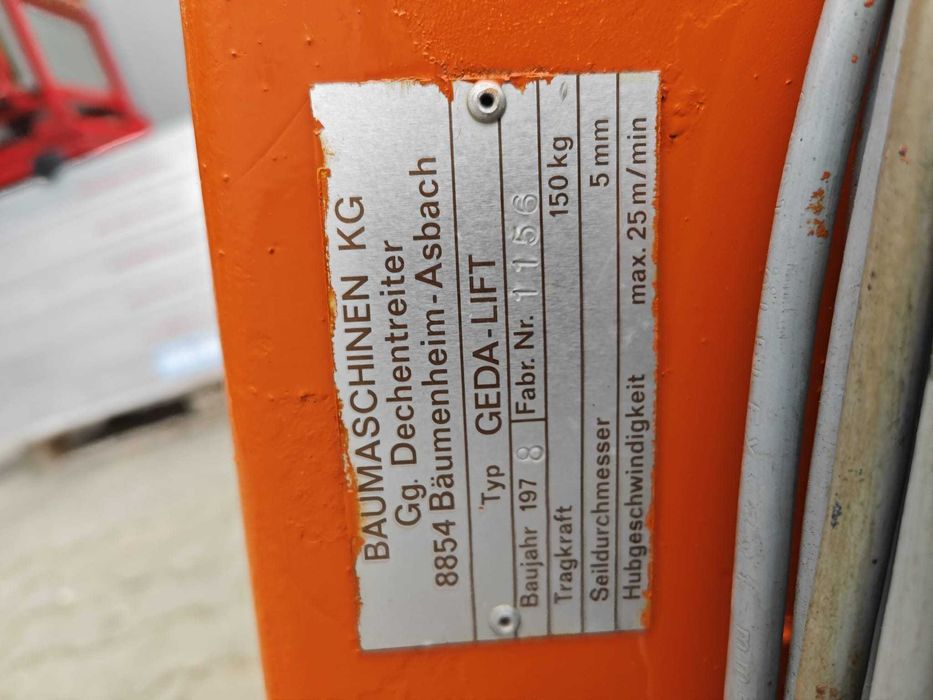 BAUMASCHINEN KG
Gg. Dechentreiter
8854 Bäumenheim-Asbach
Typ GEDA-LIFT
Baujahr 1978 Fabr. Nr. 11156
Tragkraft 150 kg
Seildurchmesser 5 mm
Hubgeschwindigkeit max. 25 m/min